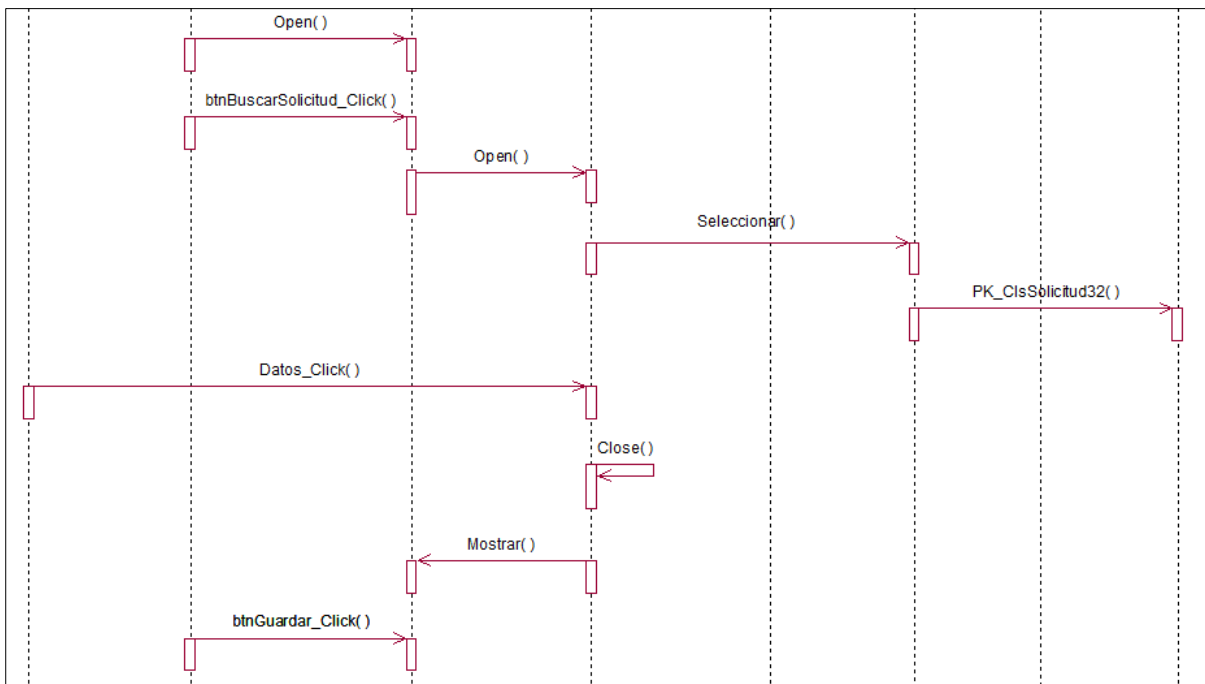 Open( )
btnBuscarSolicitud_Click( )
Open( )
Seleccionar( )
PK_ClsSolicitud32( )
Datos_Click( )
Close( )
Mostrar( )
btnGuardar_Click( )